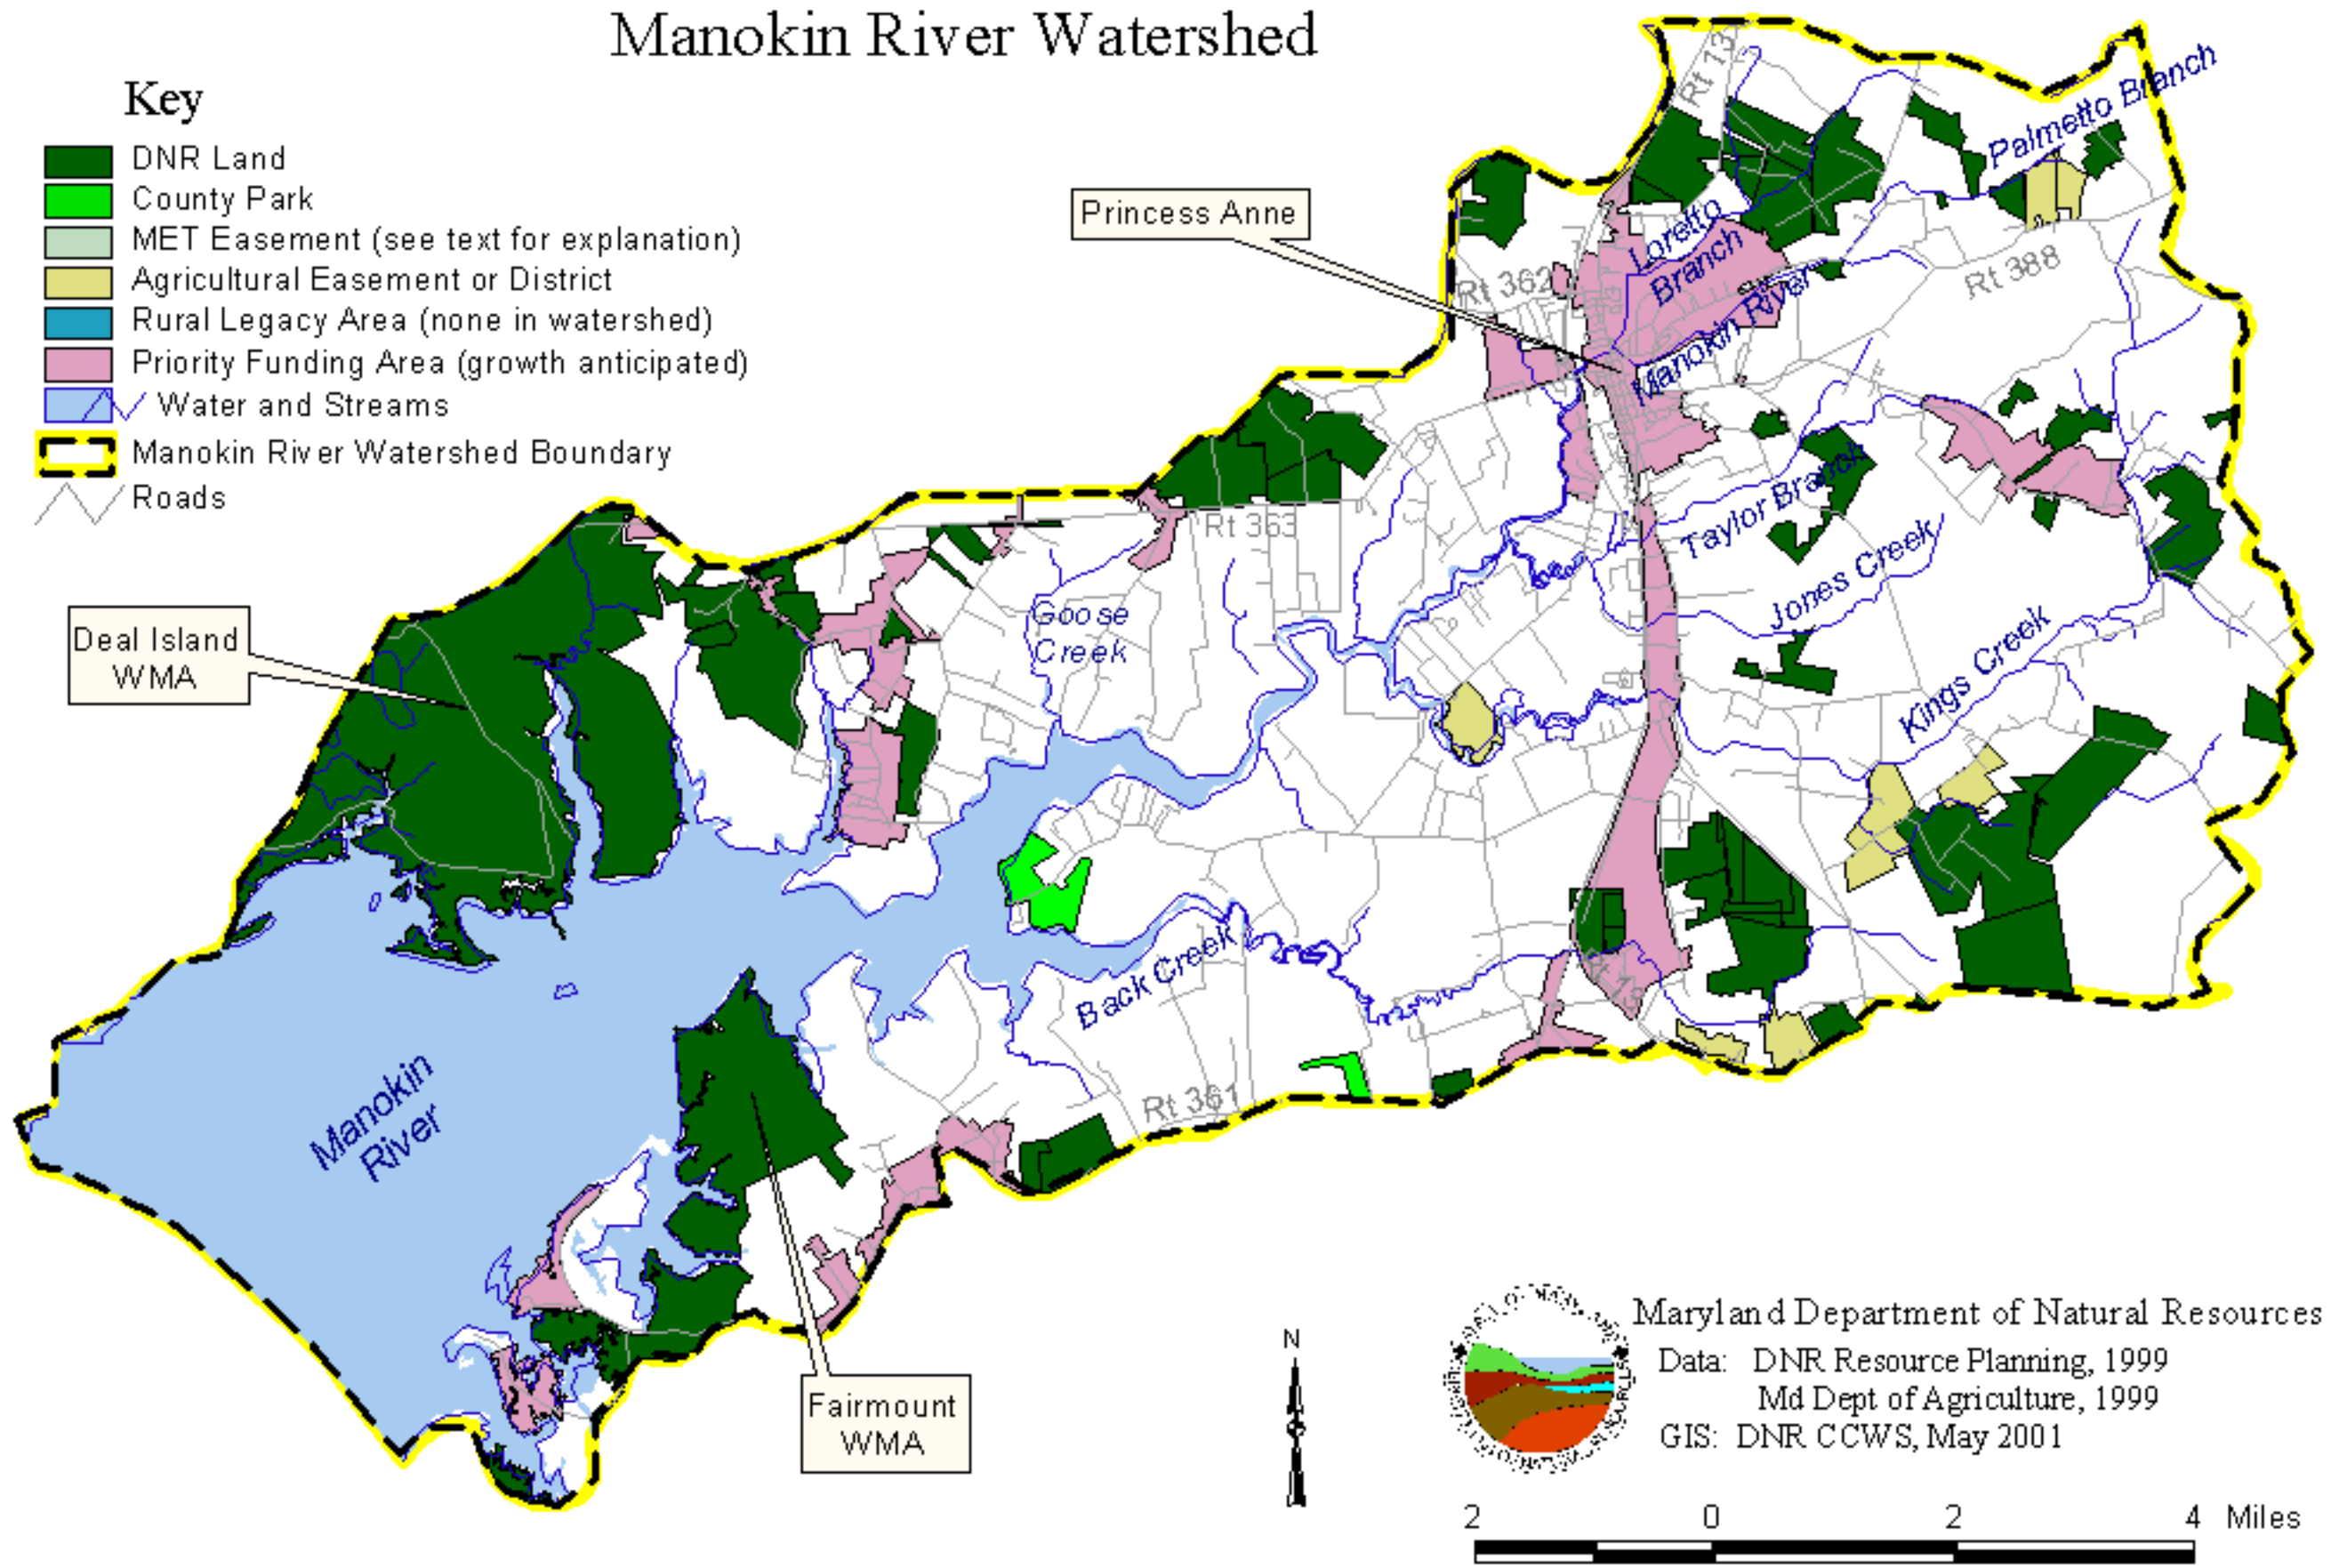 Manokin River Watershed
Key
DNR Land
County Park
MET Easement (see text for explanation)
Agricultural Easement or District
Rural Legacy Area (none in watershed)
Priority Funding Area (growth anticipated)
Water and Streams
Manokin River Watershed Boundary
Roads
Rt 13
Palmetto Branch
Princess Anne
Loretto
Branch
Rt 362
Rt 388
Manokin River
Taylor Branch
Rt 363
Jones Creek
Goose
Creek
Kings Creek
Deal Island
WMA
Back Creek
Rt 361
Manokin
River
Fairmount
WMA
N
Maryland Department of Natural Resources
Data: DNR Resource Planning, 1999
Md Dept of Agriculture, 1999
GIS: DNR CCWS, May 2001
2 0 2 4 Miles